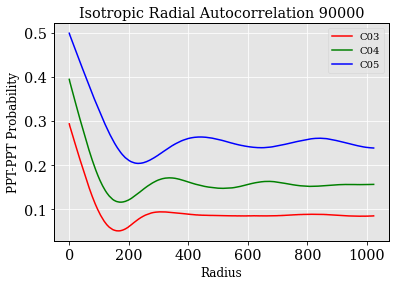 Isotropic Radial Autocorrelation 90000
C03
C04
C05
PPT-PPT Probability
0.5
0.4
0.3
0.2
0.1
0 200 400 600 800 1000
Radius